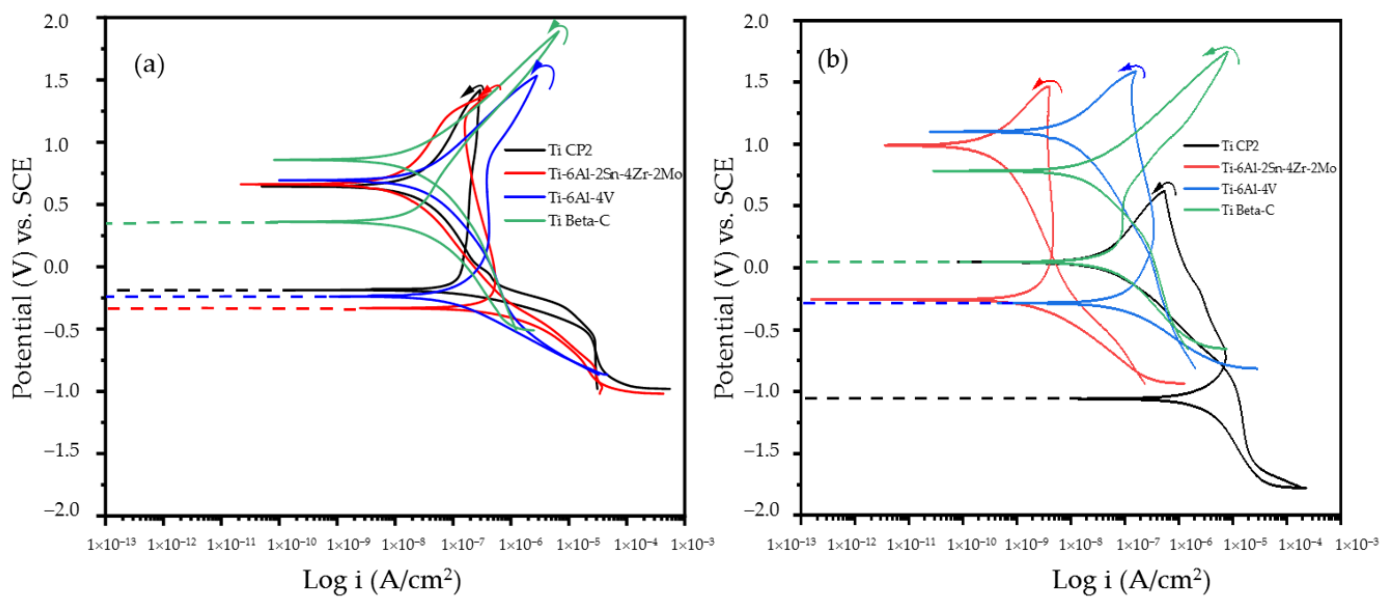 (a)
Potential (V) vs. SCE
2.0
1.5
1.0
0.5
0.0
−0.5
−1.0
−1.5
−2.0
Ti CP2
Ti-6Al-2Sn-4Zr-2Mo
Ti-6Al-4V
Ti Beta-C
1×10⁻¹³ 1×10⁻¹² 1×10⁻¹¹ 1×10⁻¹⁰ 1×10⁻⁹ 1×10⁻⁸ 1×10⁻⁷ 1×10⁻⁶ 1×10⁻⁵ 1×10⁻⁴ 1×10⁻³
Log i (A/cm²)
(b)
Potential (V) vs. SCE
2.0
1.5
1.0
0.5
0.0
−0.5
−1.0
−1.5
−2.0
Ti CP2
Ti-6Al-2Sn-4Zr-2Mo
Ti-6Al-4V
Ti Beta-C
1×10⁻¹³ 1×10⁻¹² 1×10⁻¹¹ 1×10⁻¹⁰ 1×10⁻⁹ 1×10⁻⁸ 1×10⁻⁷ 1×10⁻⁶ 1×10⁻⁵ 1×10⁻⁴ 1×10⁻³
Log i (A/cm²)